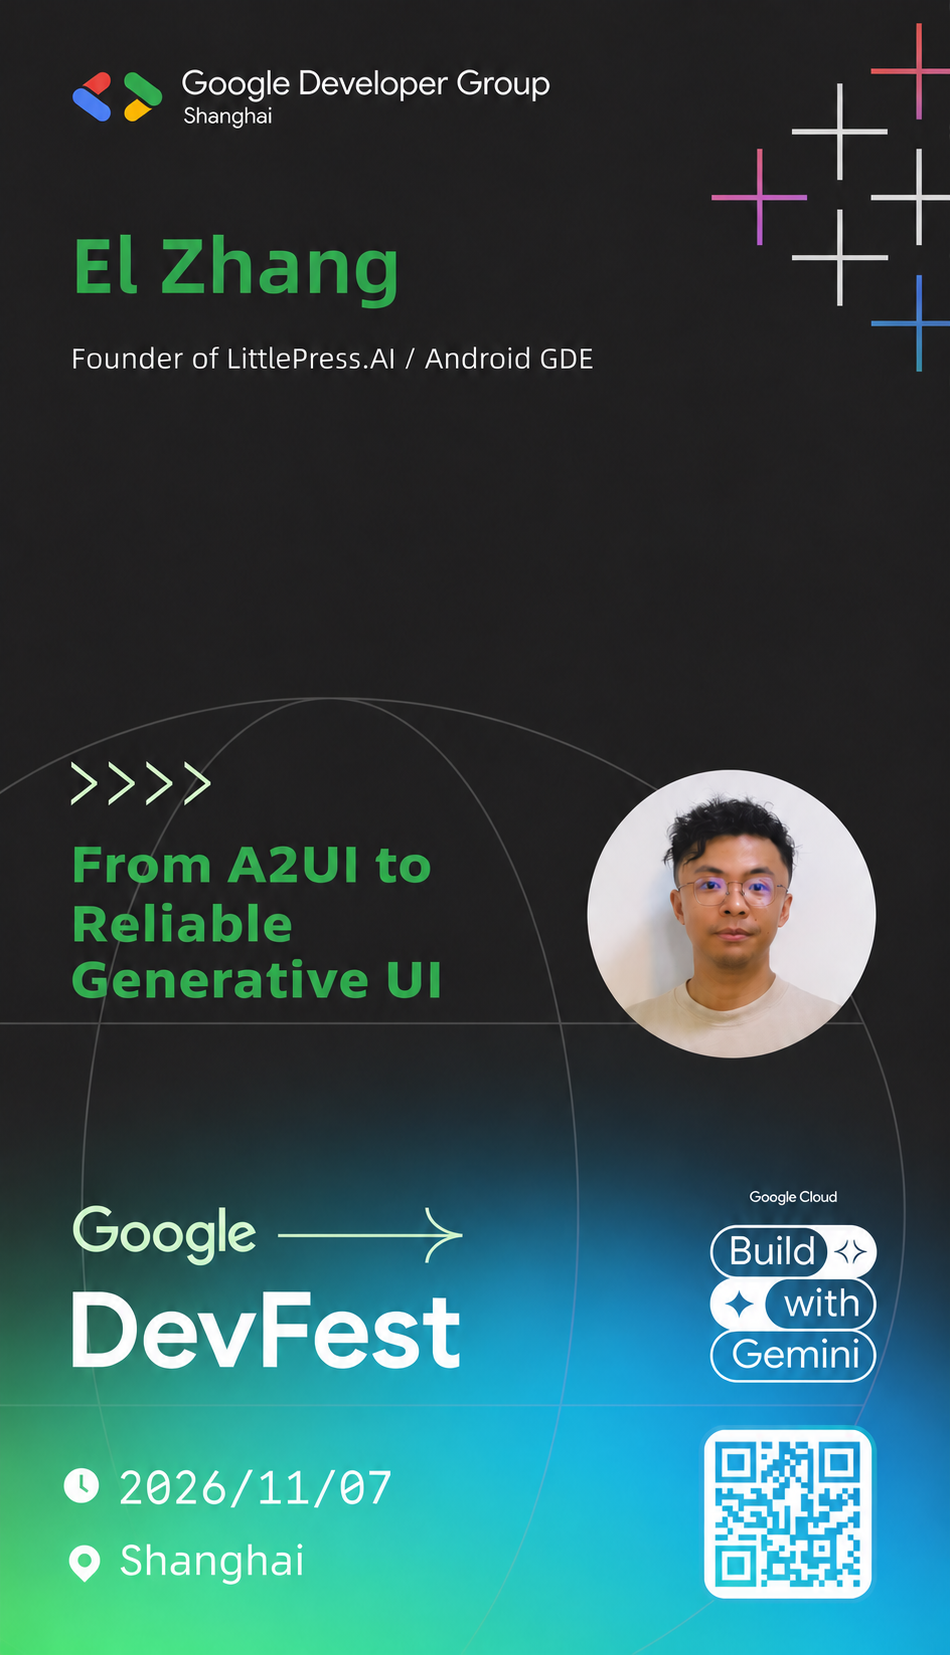 Google Developer Group
Shanghai
El Zhang
Founder of LittlePress.AI / Android GDE
From A2UI to
Reliable
Generative UI
Google
DevFest
Google Cloud
Build
with
Gemini
2026/11/07
Shanghai